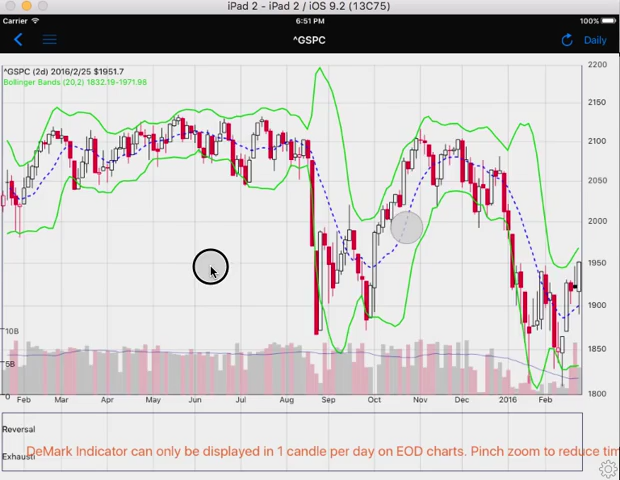 iPad 2 - iPad 2 / iOS 9.2 (13C75)
Carrier 6:51 PM 100%
^GSPC Daily
^GSPC (2d) 2016/2/25 $1951.7
Bollinger Bands (20,2) 1832.19-1971.98
2200
2150
2100
2050
2000
1950
1900
10B
1850
5B
1800
0
Feb Mar Apr May Jun Jul Aug Sep Oct Nov Dec 2016 Feb
Reversal
DeMark Indicator can only be displayed in 1 candle per day on EOD charts. Pinch zoom to reduce tim
Exhausti